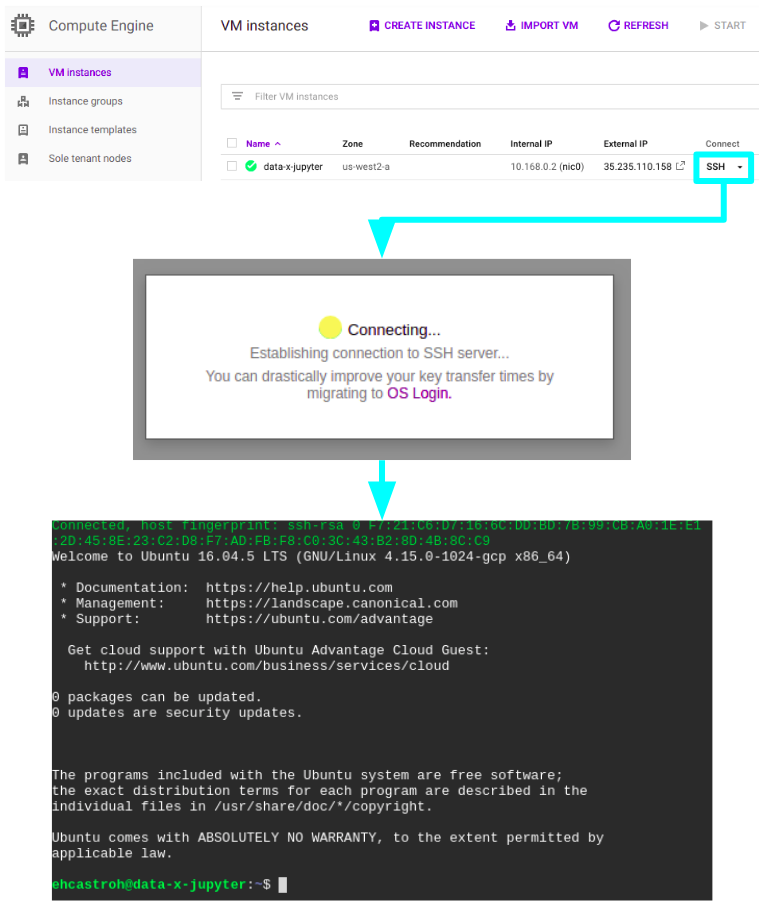 Compute Engine
VM instances
CREATE INSTANCE
IMPORT VM
REFRESH
START
VM instances
Instance groups
Instance templates
Sole tenant nodes
Filter VM instances
Name Zone Recommendation Internal IP External IP Connect
data-x-jupyter us-west2-a 10.168.0.2 (nic0) 35.235.110.158 SSH
Connecting...
Establishing connection to SSH server...
You can drastically improve your key transfer times by
migrating to OS Login.
Connected, host fingerprint: ssh-rsa 0 F7:21:C6:D7:16:6C:DD:BD:7B:99:CB:A0:1E:E1
:2D:45:8E:23:C2:D8:F7:AD:FB:F8:C0:3C:43:B2:8D:4B:8C:C9
Welcome to Ubuntu 16.04.5 LTS (GNU/Linux 4.15.0-1024-gcp x86_64)
* Documentation: https://help.ubuntu.com
* Management: https://landscape.canonical.com
* Support: https://ubuntu.com/advantage
Get cloud support with Ubuntu Advantage Cloud Guest:
http://www.ubuntu.com/business/services/cloud
0 packages can be updated.
0 updates are security updates.
The programs included with the Ubuntu system are free software;
the exact distribution terms for each program are described in the
individual files in /usr/share/doc/*/copyright.
Ubuntu comes with ABSOLUTELY NO WARRANTY, to the extent permitted by
applicable law.
ehcastroh@data-x-jupyter:~$